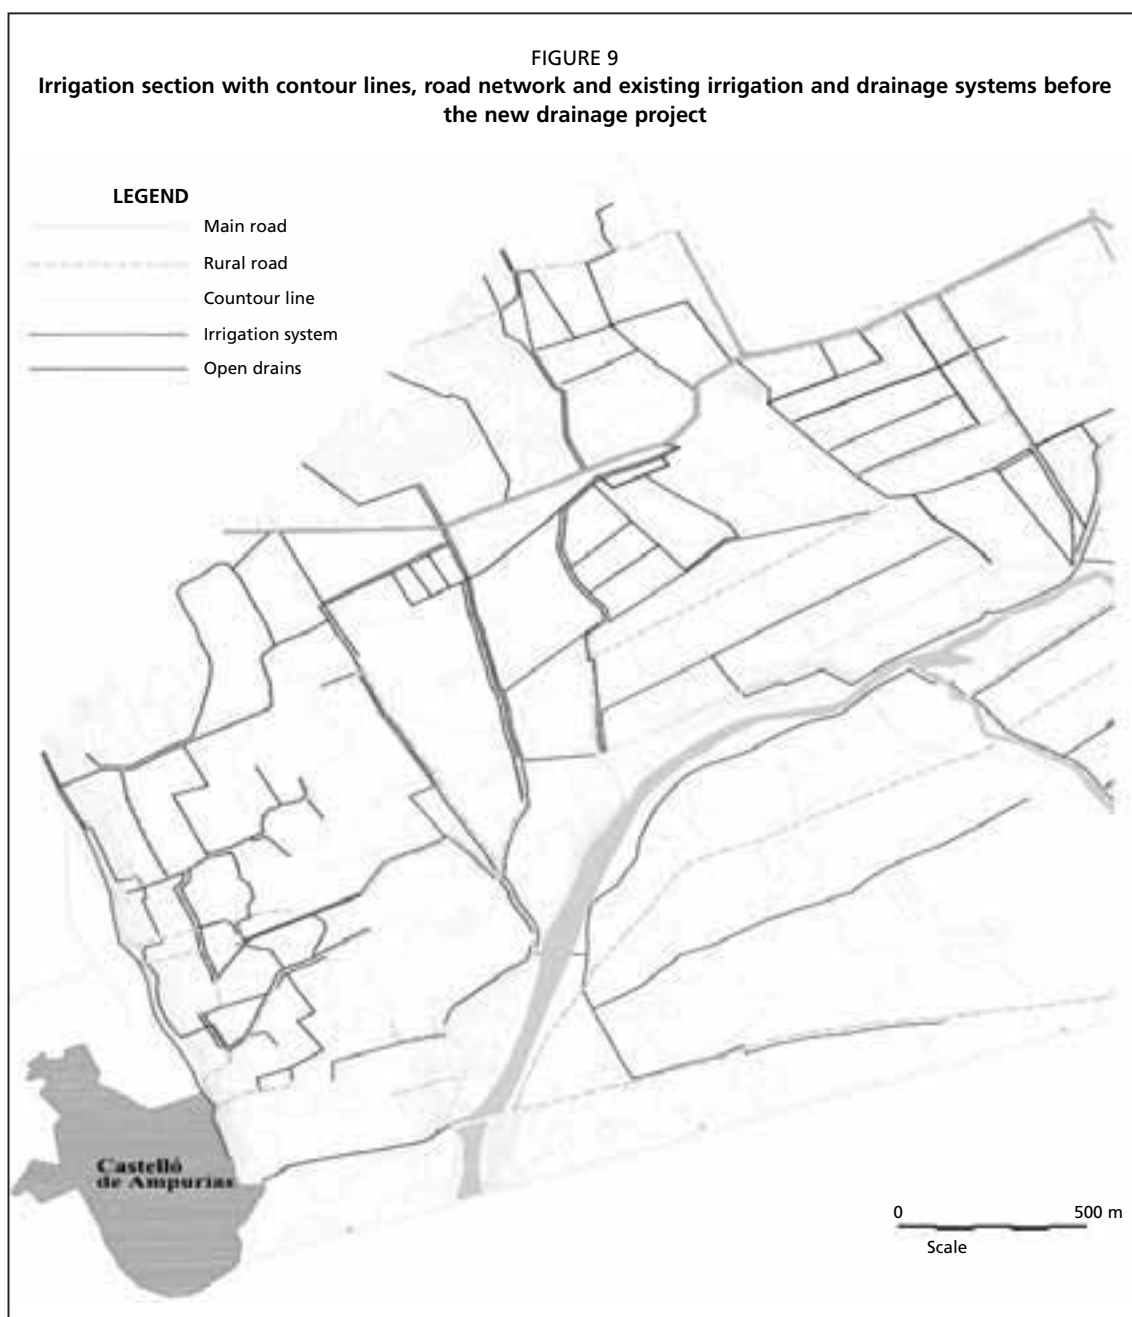 FIGURE 9
Irrigation section with contour lines, road network and existing irrigation and drainage systems before
the new drainage project
LEGEND
Main road
Rural road
Countour line
Irrigation system
Open drains
Castelló
de Ampurias
0 500 m
Scale